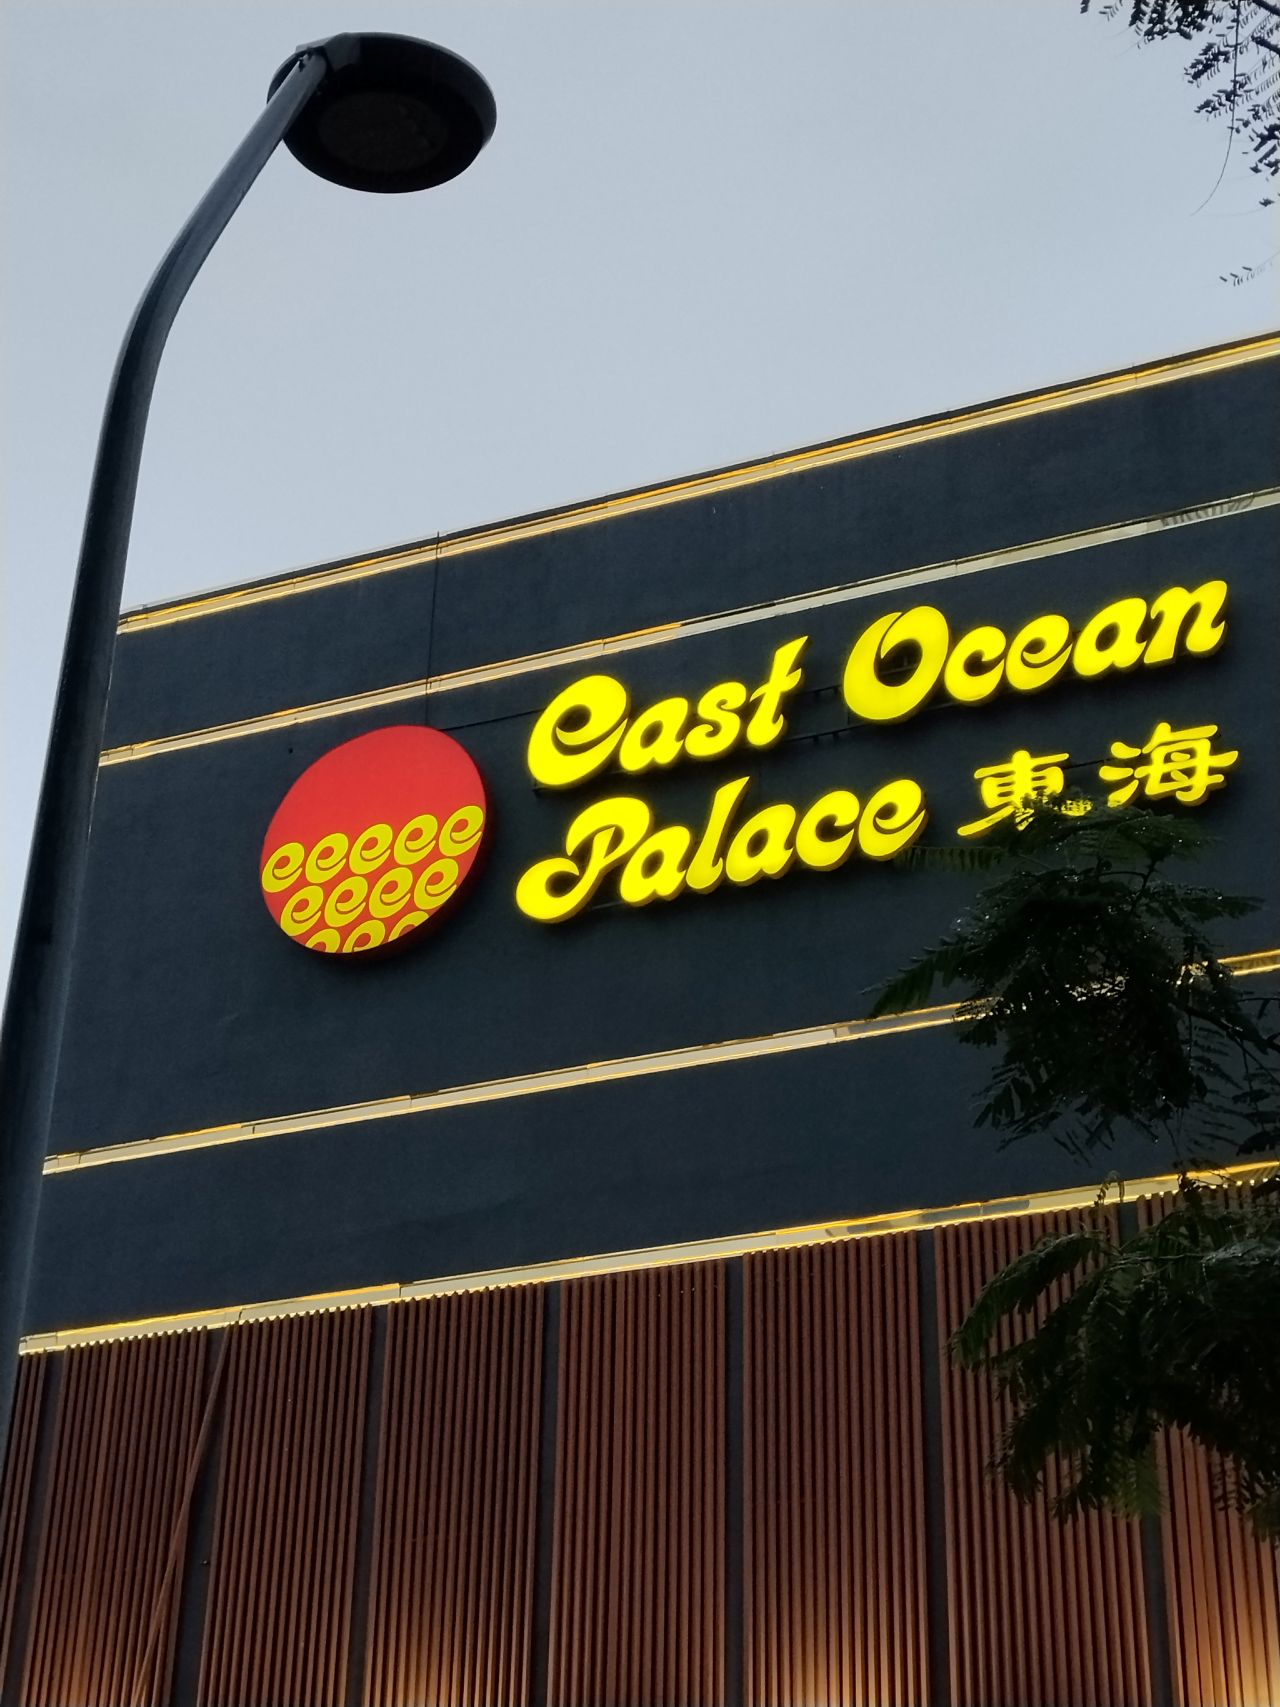 East Ocean
Palace 東海